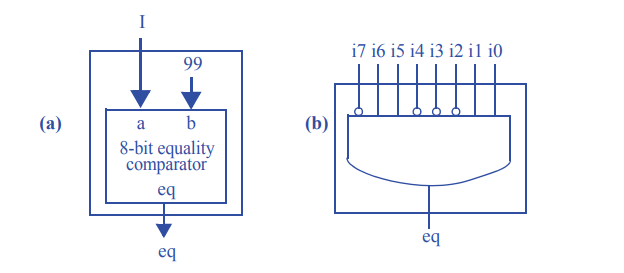 I
99
(a)
a b
8-bit equality
comparator
eq
eq
i7 i6 i5 i4 i3 i2 i1 i0
(b)
eq